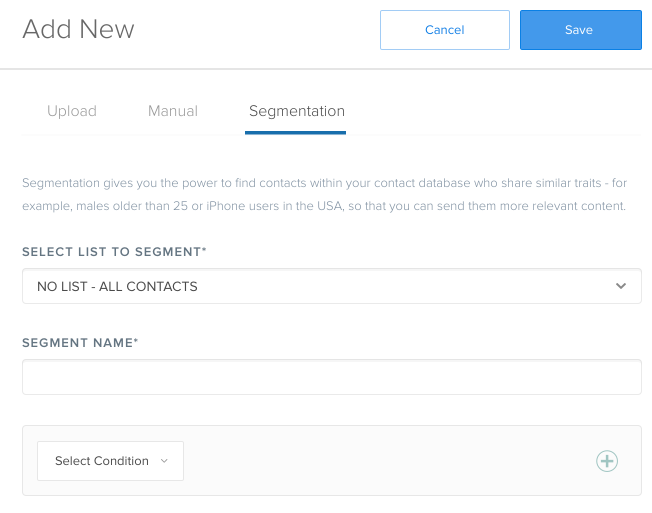 Add New
Cancel
Save
Upload
Manual
Segmentation
Segmentation gives you the power to find contacts within your contact database who share similar traits - for
example, males older than 25 or iPhone users in the USA, so that you can send them more relevant content.
SELECT LIST TO SEGMENT*
NO LIST - ALL CONTACTS
SEGMENT NAME*
Select Condition